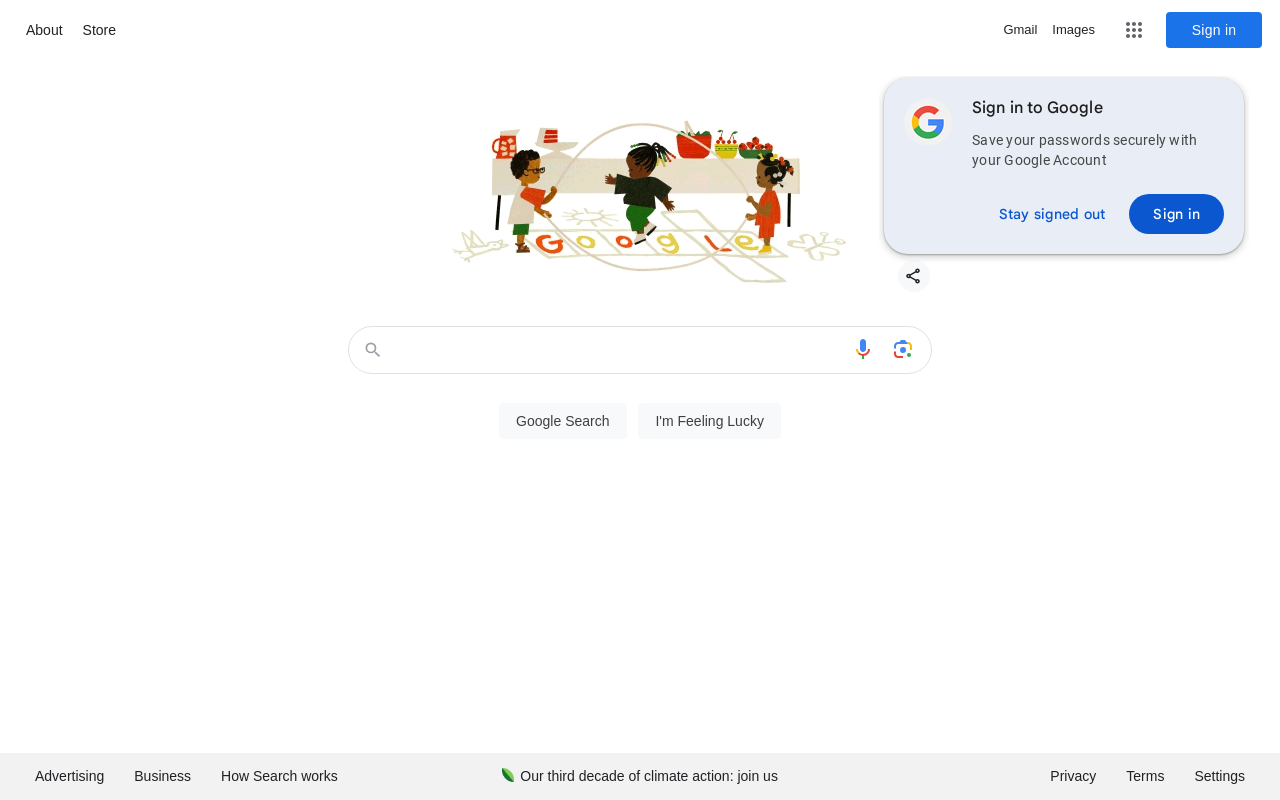 About Store
Gmail Images Sign in
Sign in to Google
Save your passwords securely with
your Google Account
Stay signed out Sign in
Google
Google Search I'm Feeling Lucky
Advertising Business How Search works Our third decade of climate action: join us Privacy Terms Settings